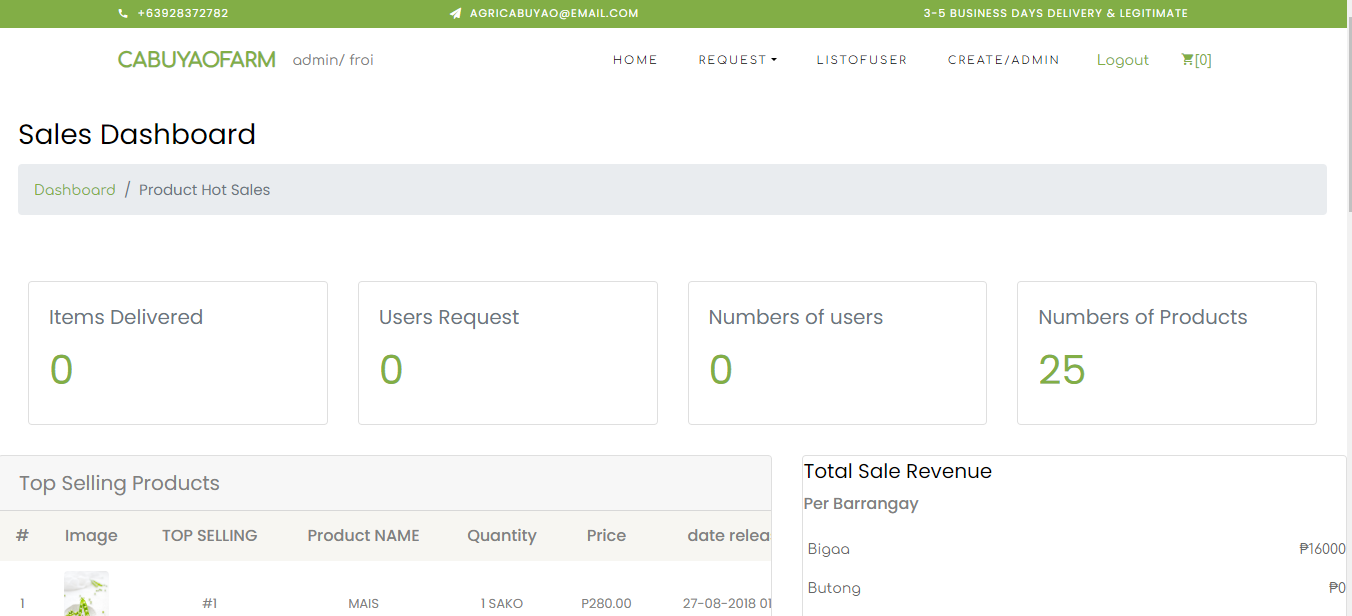 +63928372782 AGRICABUYAO@EMAIL.COM 3-5 BUSINESS DAYS DELIVERY & LEGITIMATE
CABUYAOFARM admin/ froi HOME REQUEST LISTOFUSER CREATE/ADMIN Logout [0]
Sales Dashboard
Dashboard / Product Hot Sales
Items Delivered Users Request Numbers of users Numbers of Products
0 0 0 25
Top Selling Products
# Image TOP SELLING Product NAME Quantity Price date relea
1 #1 MAIS 1 SAKO P280.00 27-08-2018 01
Total Sale Revenue
Per Barrangay
Bigaa ₱16000
Butong ₱0